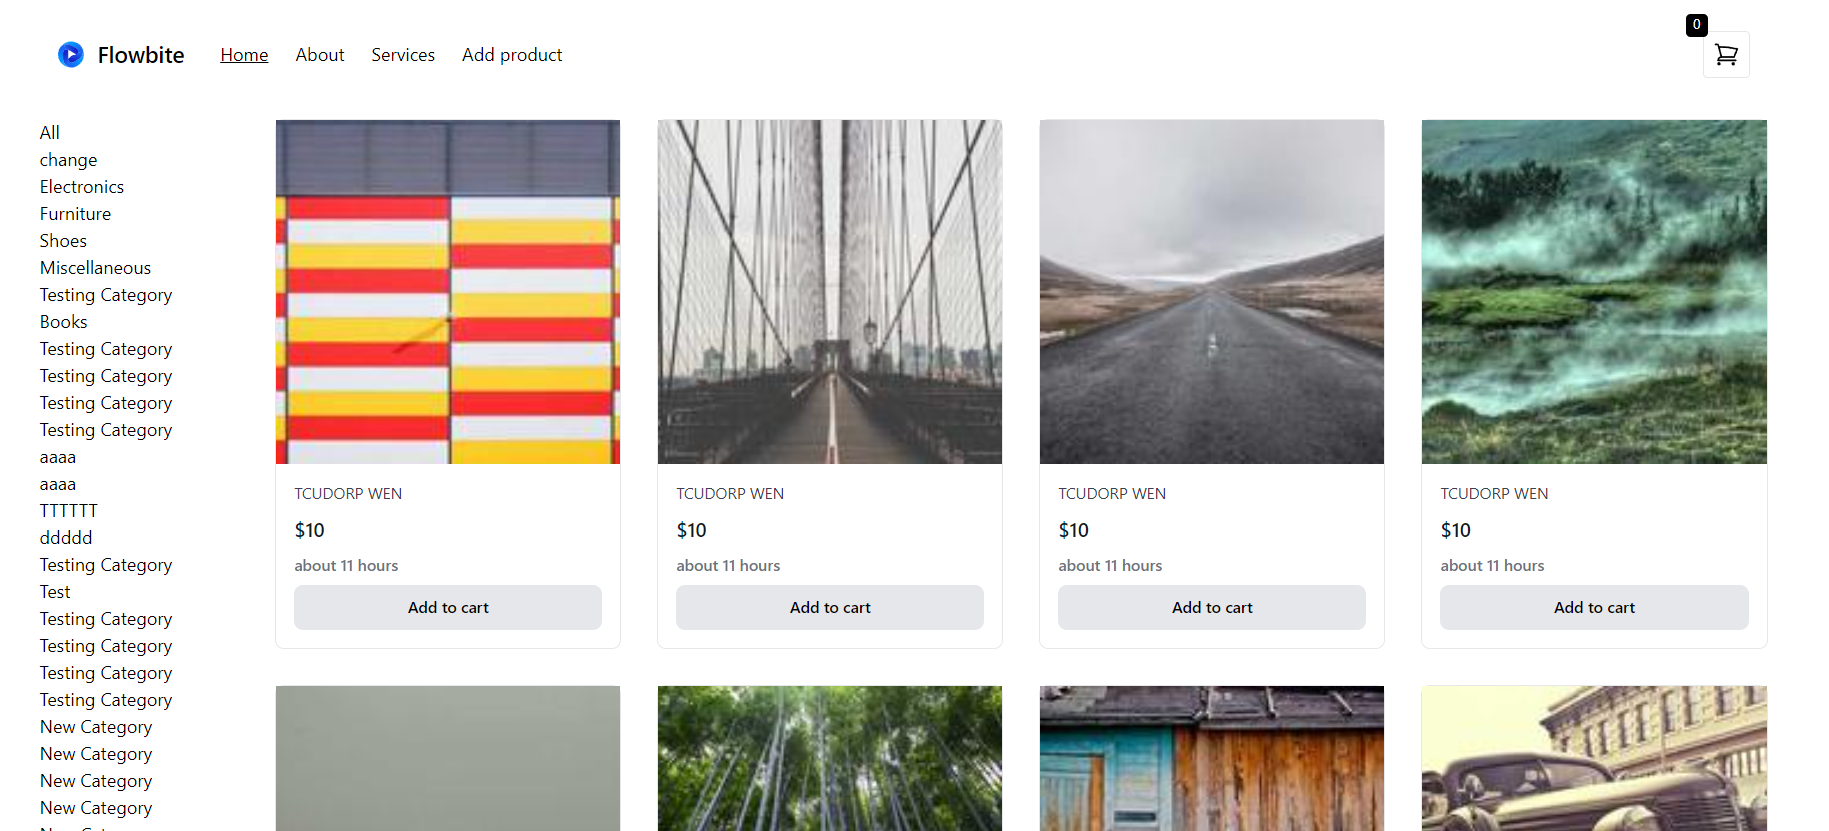 0
Flowbite Home About Services Add product
All
change
Electronics
Furniture
Shoes
Miscellaneous
Testing Category
Books
Testing Category
Testing Category
Testing Category
Testing Category
aaaa
aaaa
TTTTTT
ddddd
Testing Category
Test
Testing Category
Testing Category
Testing Category
Testing Category
New Category
New Category
New Category
New Category
TCUDORP WEN
$10
about 11 hours
Add to cart
TCUDORP WEN
$10
about 11 hours
Add to cart
TCUDORP WEN
$10
about 11 hours
Add to cart
TCUDORP WEN
$10
about 11 hours
Add to cart